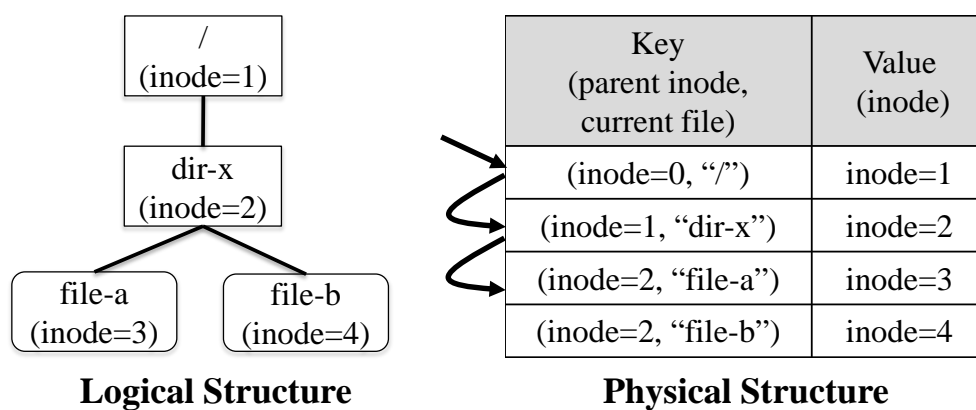 /
(inode=1)
dir-x
(inode=2)
file-a
(inode=3)
file-b
(inode=4)
Logical Structure
Key
(parent inode,
current file)
Value
(inode)
(inode=0, “/”)
inode=1
(inode=1, “dir-x”)
inode=2
(inode=2, “file-a”)
inode=3
(inode=2, “file-b”)
inode=4
Physical Structure